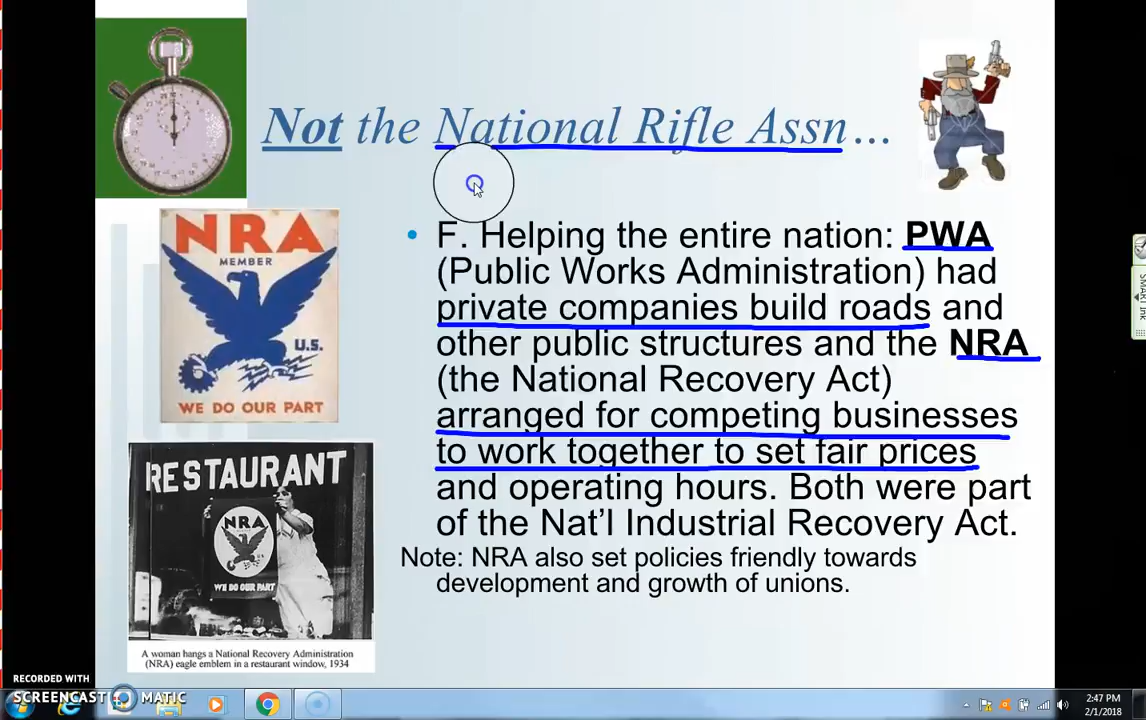 Not the National Rifle Assn...
NRA
MEMBER
U.S.
WE DO OUR PART
• F. Helping the entire nation: PWA
(Public Works Administration) had
private companies build roads and
other public structures and the NRA
(the National Recovery Act)
arranged for competing businesses
to work together to set fair prices
and operating hours. Both were part
of the Nat'l Industrial Recovery Act.
Note: NRA also set policies friendly towards
development and growth of unions.
RESTAURANT
NRA
WE DO OUR PART
A woman hangs a National Recovery Administration
(NRA) eagle emblem in a restaurant window, 1934
RECORDED WITH
SCREENCAST MATIC
2:47 PM
2/1/2018